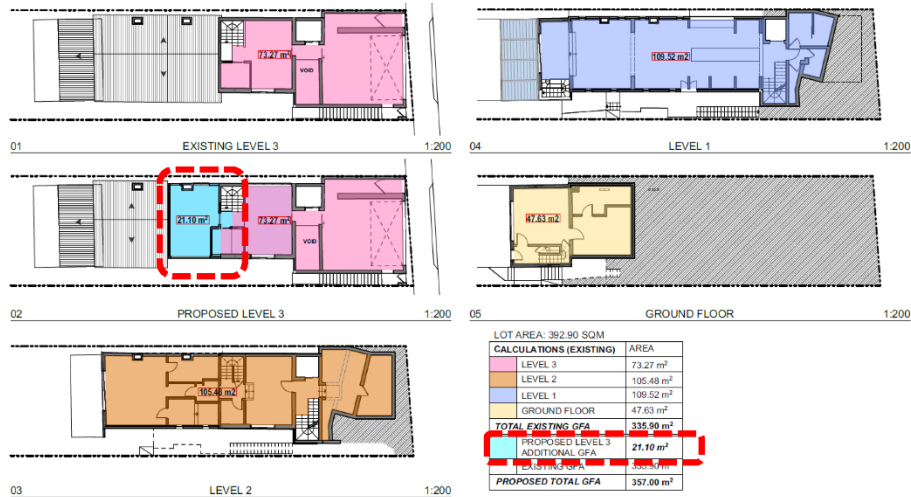 73.27 m2
VOID
01 EXISTING LEVEL 3 1:200
109.52 m2
04 LEVEL 1 1:200
21.10 m²
73.27 m²
VOID
02 PROPOSED LEVEL 3 1:200
47.63 m2
05 GROUND FLOOR 1:200
105.48 m2
03 LEVEL 2 1:200
LOT AREA: 392.90 SQM
CALCULATIONS (EXISTING) AREA
LEVEL 3 73.27 m²
LEVEL 2 105.48 m²
LEVEL 1 109.52 m²
GROUND FLOOR 47.63 m²
TOTAL EXISTING GFA 335.90 m²
PROPOSED LEVEL 3
ADDITIONAL GFA 21.10 m²
EXISTING GFA 335.90 m²
PROPOSED TOTAL GFA 357.00 m²